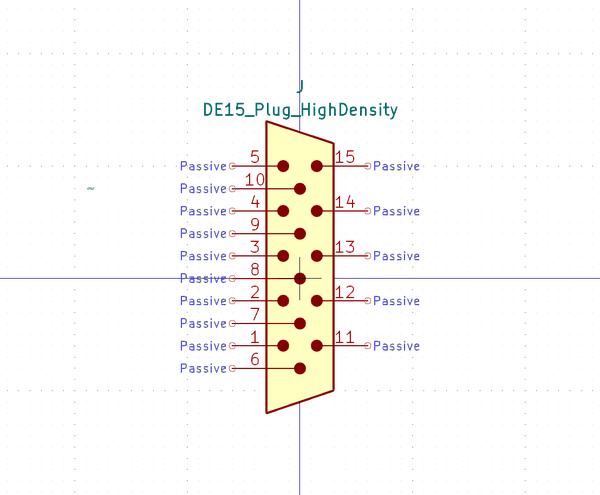 J
DE15_Plug_HighDensity
Passive 5 15 Passive
Passive 10
~
Passive 4 14 Passive
Passive 9
Passive 3 13 Passive
Passive 8
Passive 2 12 Passive
Passive 7
Passive 1 11 Passive
Passive 6